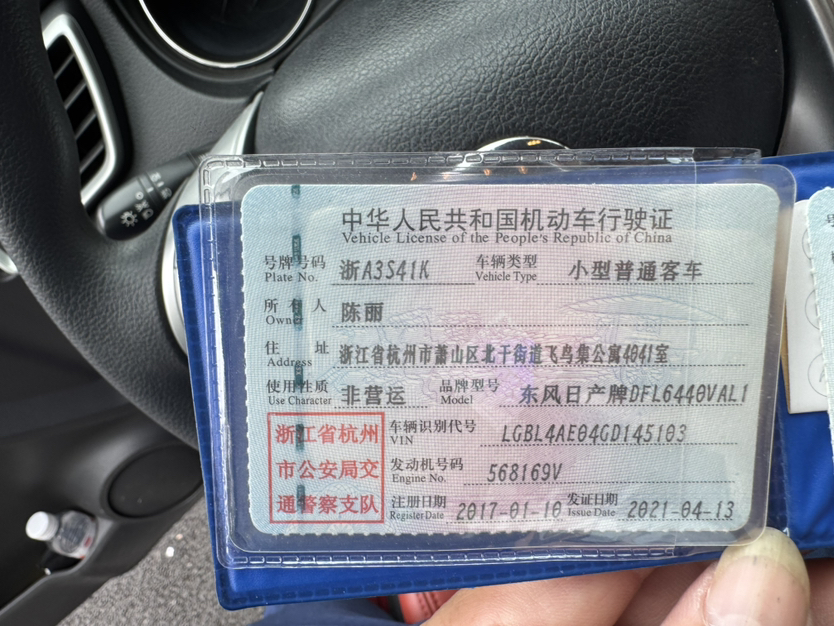 中华人民共和国机动车行驶证
Vehicle License of the People's Republic of China
号牌号码 浙A3S41K 车辆类型 小型普通客车
Plate No. Vehicle Type
所有人 陈丽
Owner
住址 浙江省杭州市萧山区北干街道飞鸟集公寓4041室
Address
使用性质 非营运 品牌型号 东风日产牌DFL6440VAL1
Use Character Model
浙江省杭州
市公安局交
通警察支队
车辆识别代号 LGBL4AE04GD145103
VIN
发动机号码 568169V
Engine No.
注册日期 2017-01-10 发证日期 2021-04-13
Register Date Issue Date